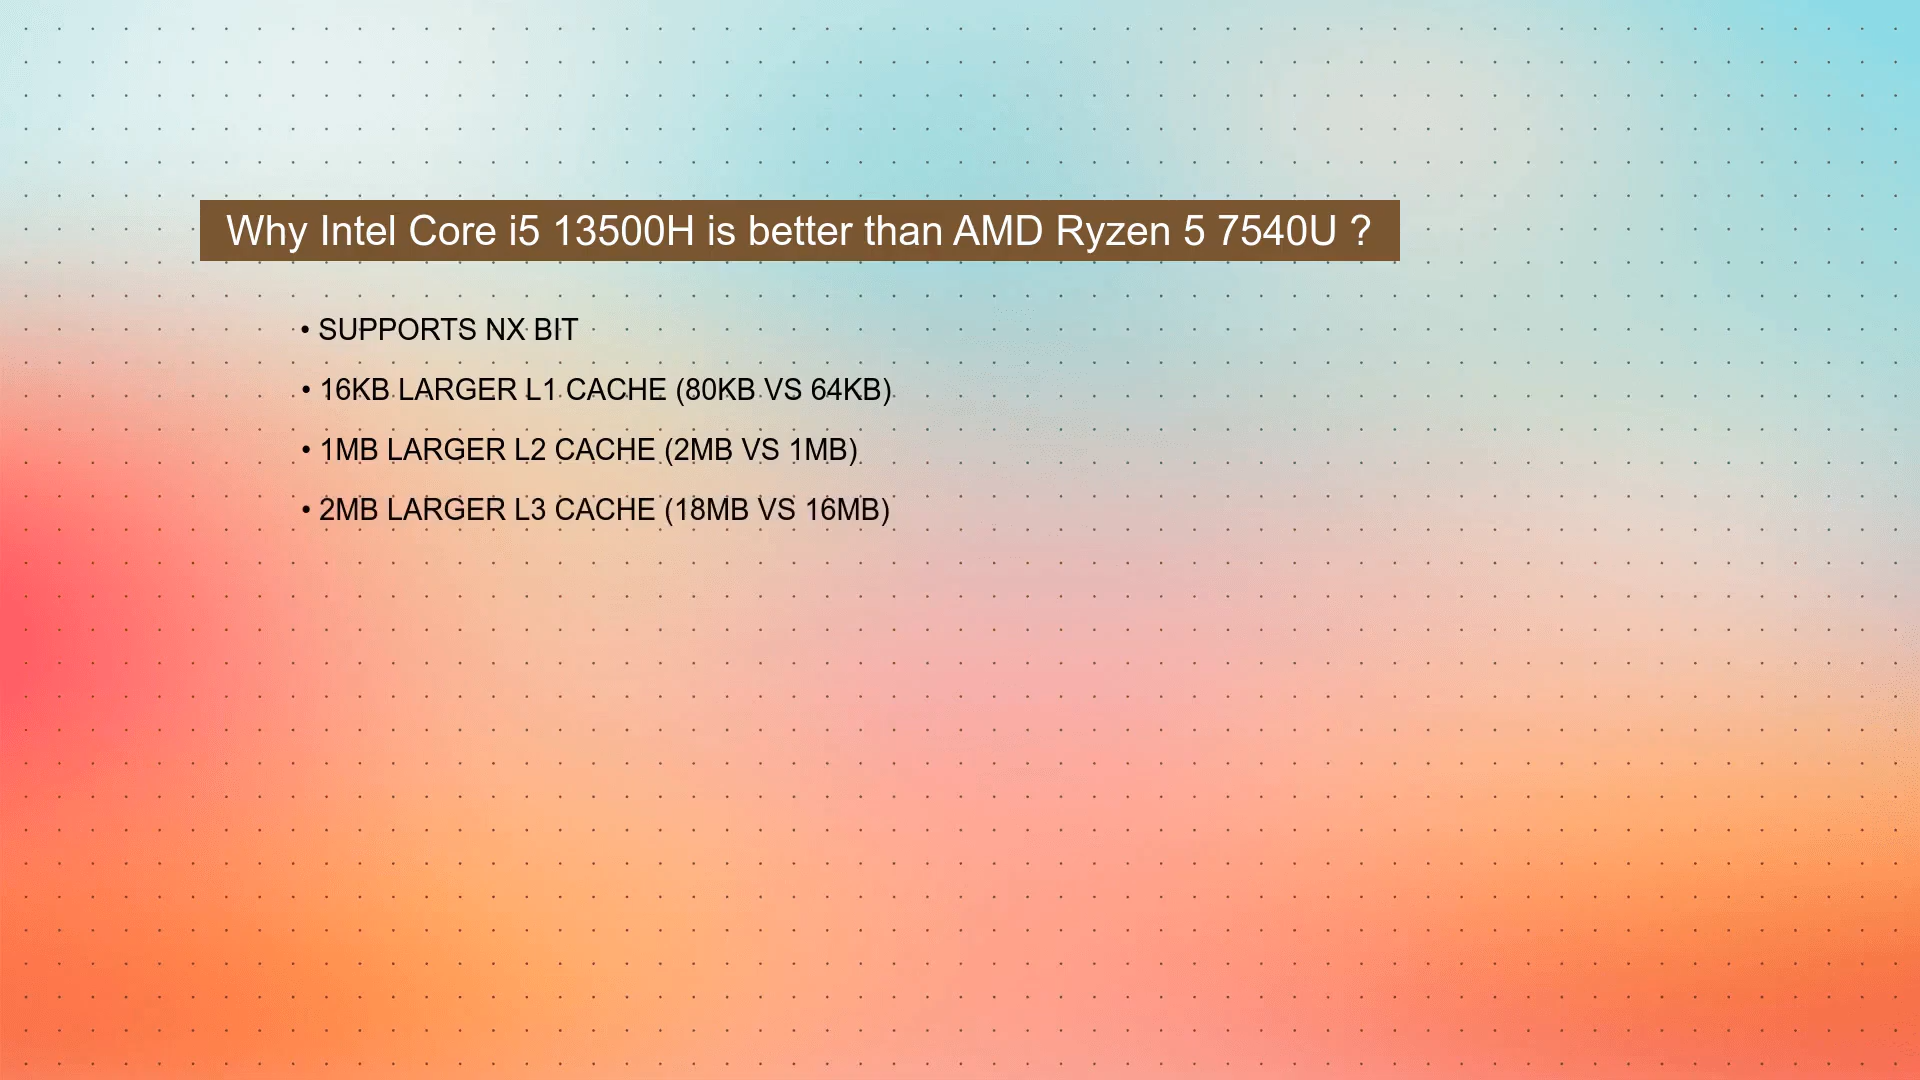 Why Intel Core i5 13500H is better than AMD Ryzen 5 7540U ?
• SUPPORTS NX BIT
• 16KB LARGER L1 CACHE (80KB VS 64KB)
• 1MB LARGER L2 CACHE (2MB VS 1MB)
• 2MB LARGER L3 CACHE (18MB VS 16MB)